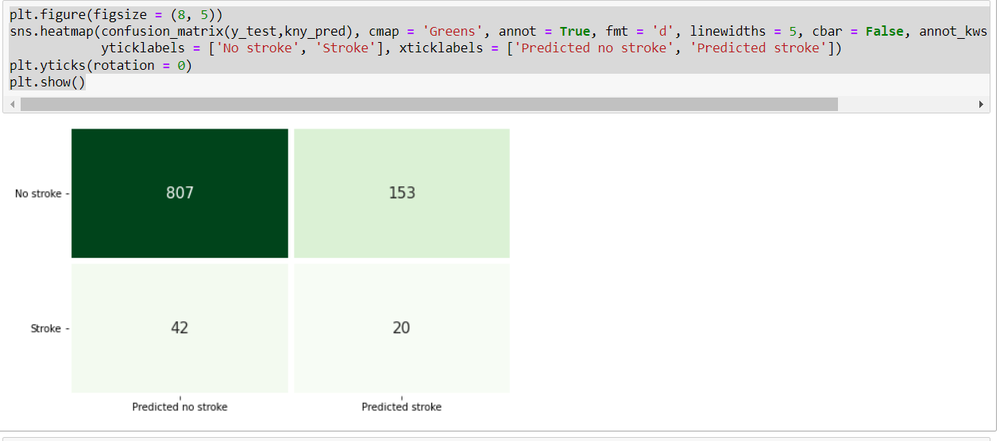 plt.figure(figsize = (8, 5))
sns.heatmap(confusion_matrix(y_test,kny_pred), cmap = 'Greens', annot = True, fmt = 'd', linewidths = 5, cbar = False, annot_kws
yticklabels = ['No stroke', 'Stroke'], xticklabels = ['Predicted no stroke', 'Predicted stroke'])
plt.yticks(rotation = 0)
plt.show()
No stroke
807
153
Stroke
42
20
Predicted no stroke
Predicted stroke